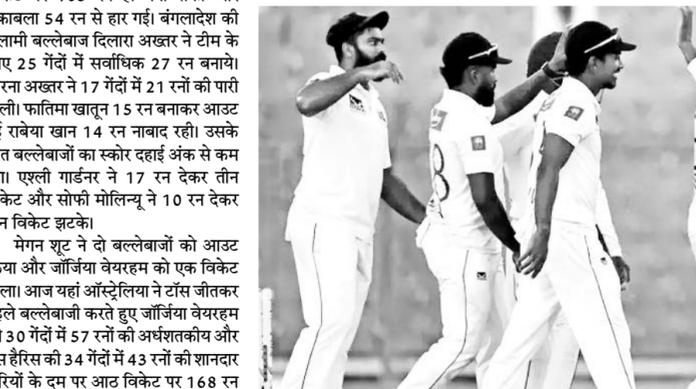 54 रन से हार गई। बंगलादेश की
बल्लेबाज दिलारा अख्तर ने टीम के
25 गेंदों में सर्वाधिक 27 रन बनाये।
अख्तर ने 17 गेंदों में 21 रनों की पारी
फातिमा खातून 15 रन बनाकर आउट
राबेया खान 14 रन नाबाद रही। उसके
बल्लेबाजों का स्कोर दहाई अंक से कम
एश्ली गार्डनर ने 17 रन देकर तीन
और सोफी मोलिन्यू ने 10 रन देकर
विकेट झटके।
मेगन शूट ने दो बल्लेबाजों को आउट
और जॉर्जिया वेयरहम को एक विकेट
आज यहां ऑस्ट्रेलिया ने टॉस जीतकर
बल्लेबाजी करते हुए जॉर्जिया वेयरहम
30 गेंदों में 57 रनों की अर्धशतकीय और
हैरिस की 34 गेंदों में 43 रनों की शानदार
के दम पर आठ विकेट पर 168 रन